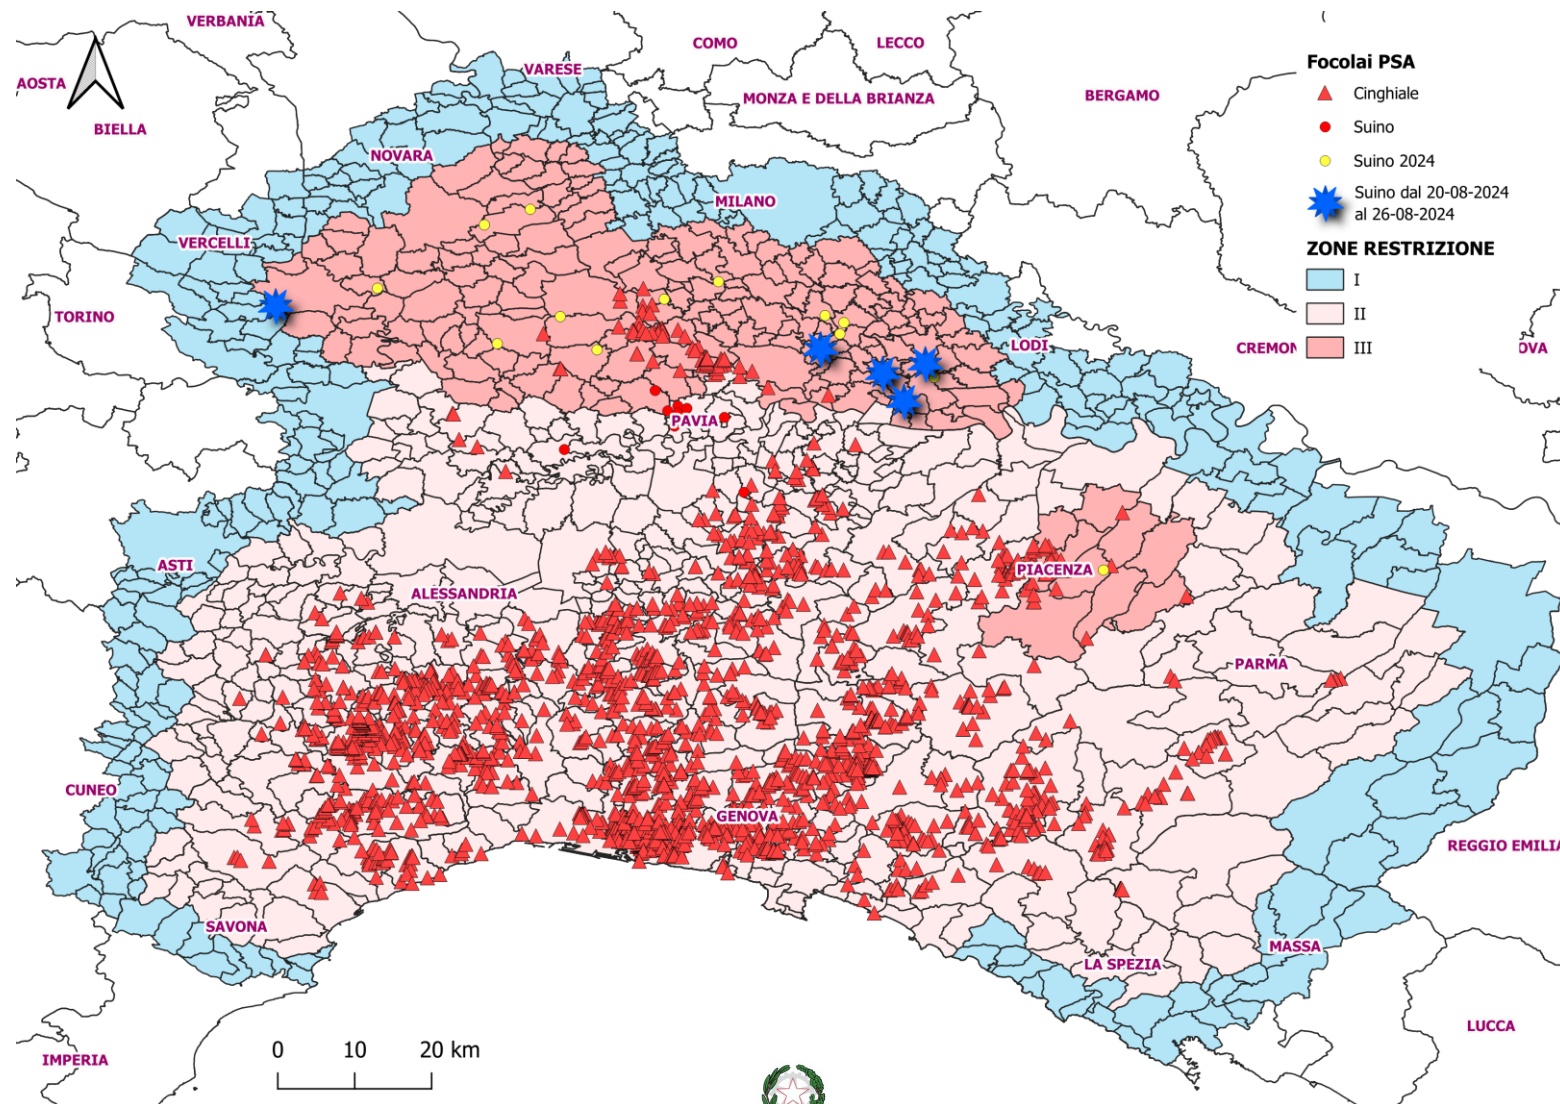 VERBANIA
COMO
LECCO
VARESE
AOSTA
MONZA E DELLA BRIANZA
BERGAMO
BIELLA
NOVARA
MILANO
VERCELLI
TORINO
LODI
CREMON
OVA
PAVIA
ASTI
ALESSANDRIA
PIACENZA
PARMA
CUNEO
GENOVA
REGGIO EMILIA
SAVONA
MASSA
LA SPEZIA
LUCCA
IMPERIA
Focolai PSA
Cinghiale
Suino
Suino 2024
Suino dal 20-08-2024
al 26-08-2024
ZONE RESTRIZIONE
I
II
III
0 10 20 km